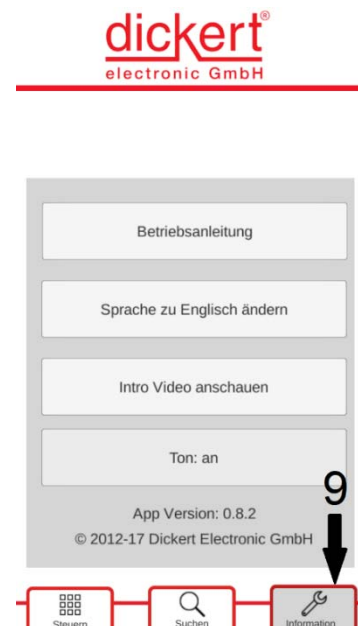 dickert®
electronic GmbH
Betriebsanleitung
Sprache zu Englisch ändern
Intro Video anschauen
Ton: an
9
App Version: 0.8.2
© 2012-17 Dickert Electronic GmbH
Steuern Suchen Information